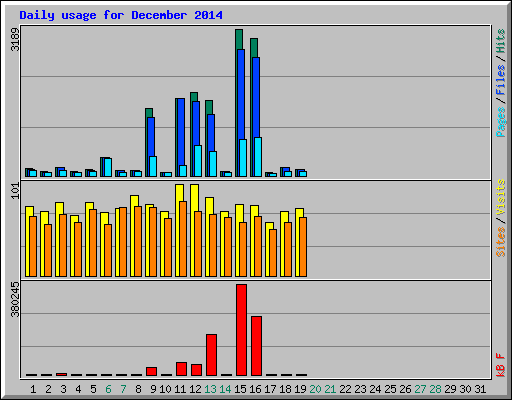 Daily usage for December 2014
3189
Pages / Files / Hits
101
Sites / Visits
380245
kB F
1 2 3 4 5 6 7 8 9 10 11 12 13 14 15 16 17 18 19 20 21 22 23 24 25 26 27 28 29 30 31